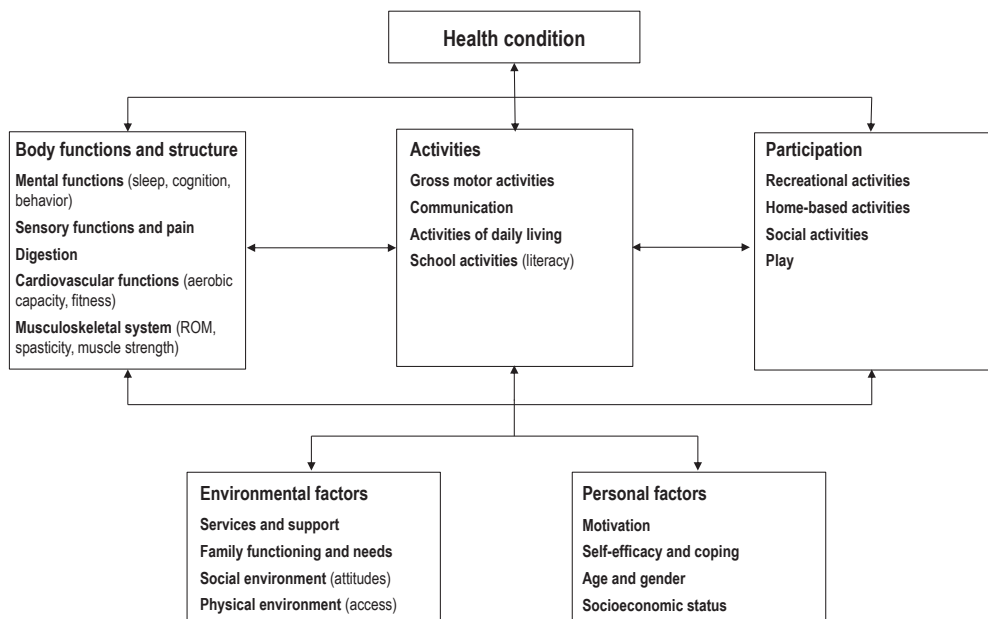 Health condition
Body functions and structure
Mental functions (sleep, cognition,
behavior)
Sensory functions and pain
Digestion
Cardiovascular functions (aerobic
capacity, fitness)
Musculoskeletal system (ROM,
spasticity, muscle strength)
Activities
Gross motor activities
Communication
Activities of daily living
School activities (literacy)
Participation
Recreational activities
Home-based activities
Social activities
Play
Environmental factors
Services and support
Family functioning and needs
Social environment (attitudes)
Physical environment (access)
Personal factors
Motivation
Self-efficacy and coping
Age and gender
Socioeconomic status